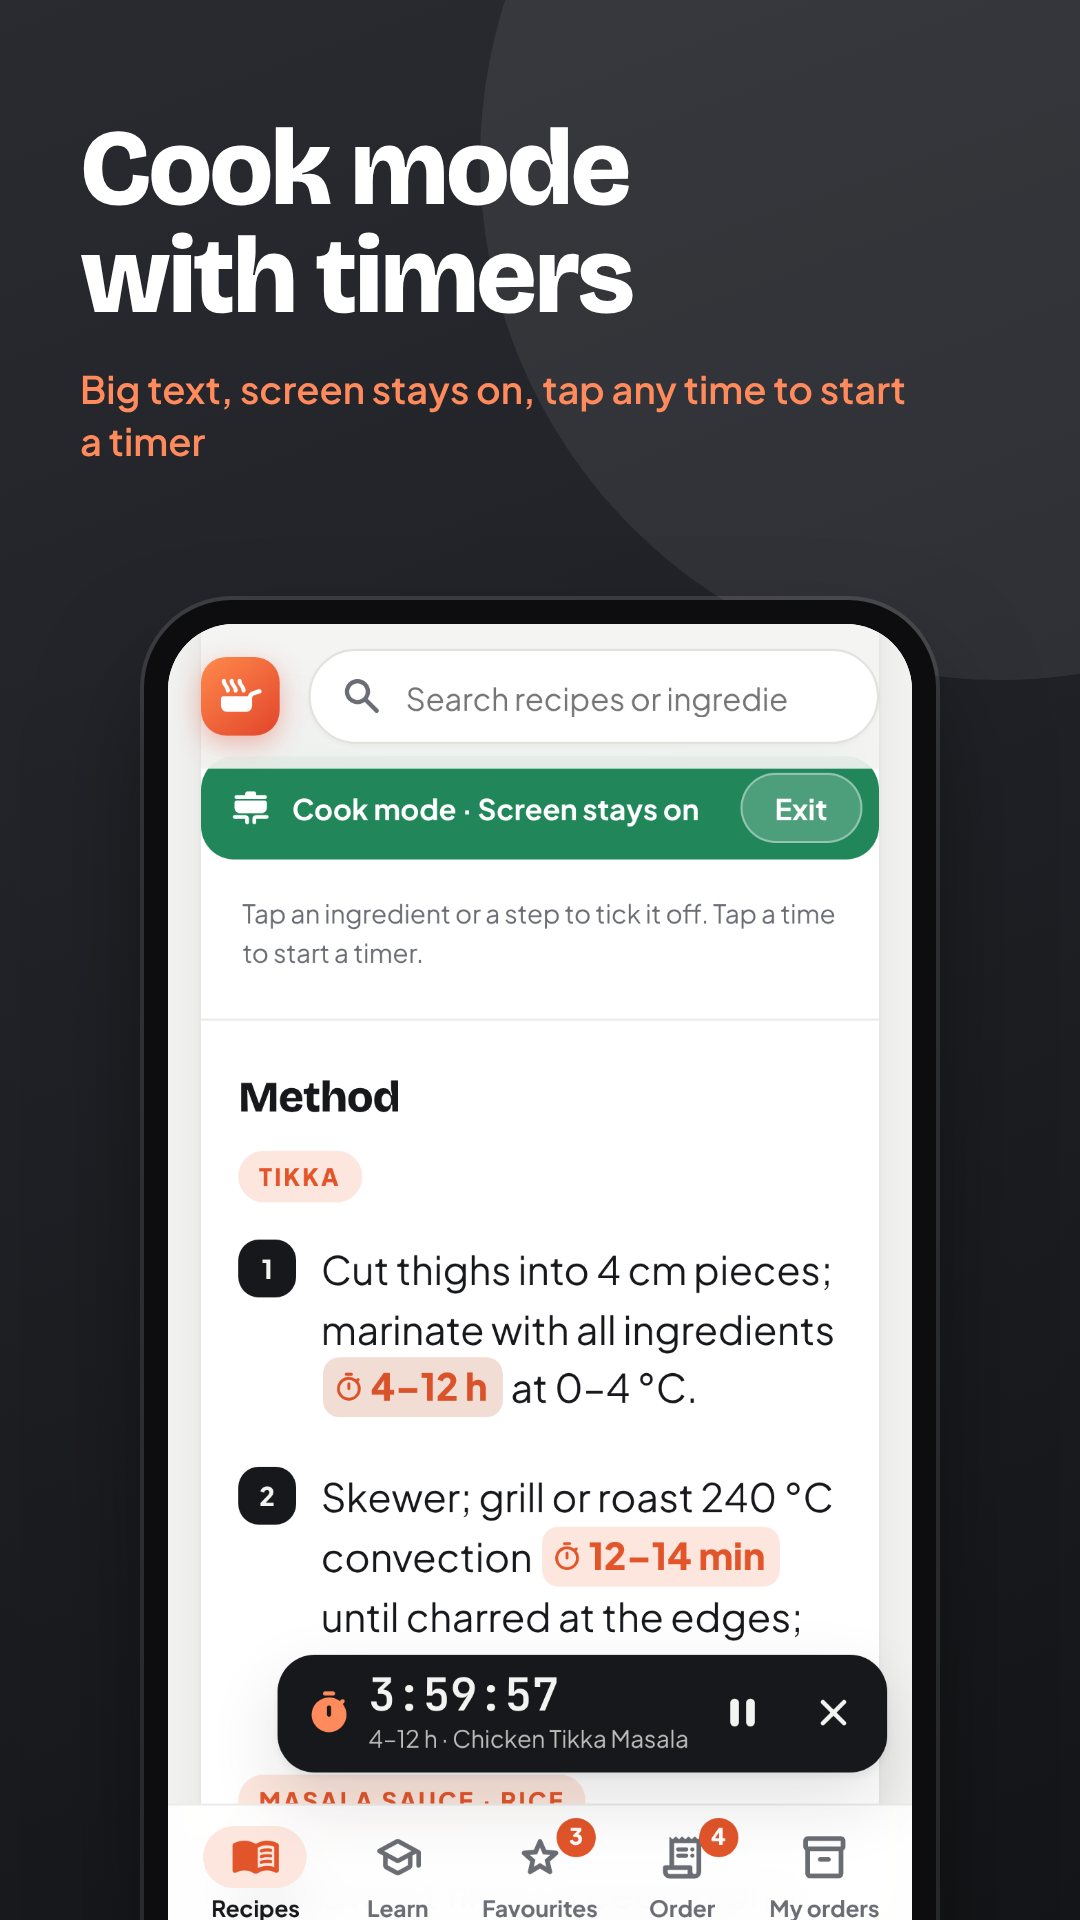 Cook mode
with timers
Big text, screen stays on, tap any time to start
a timer
Search recipes or ingredie
Cook mode · Screen stays on
Exit
Tap an ingredient or a step to tick it off. Tap a time
to start a timer.
Method
TIKKA
1
Cut thighs into 4 cm pieces;
marinate with all ingredients
4–12 h at 0–4 °C.
2
Skewer; grill or roast 240 °C
convection 12–14 min
until charred at the edges;
3:59:57
4–12 h · Chicken Tikka Masala
MASALA SAUCE · RICE
3
4
Recipes
Learn
Favourites
Order
My orders